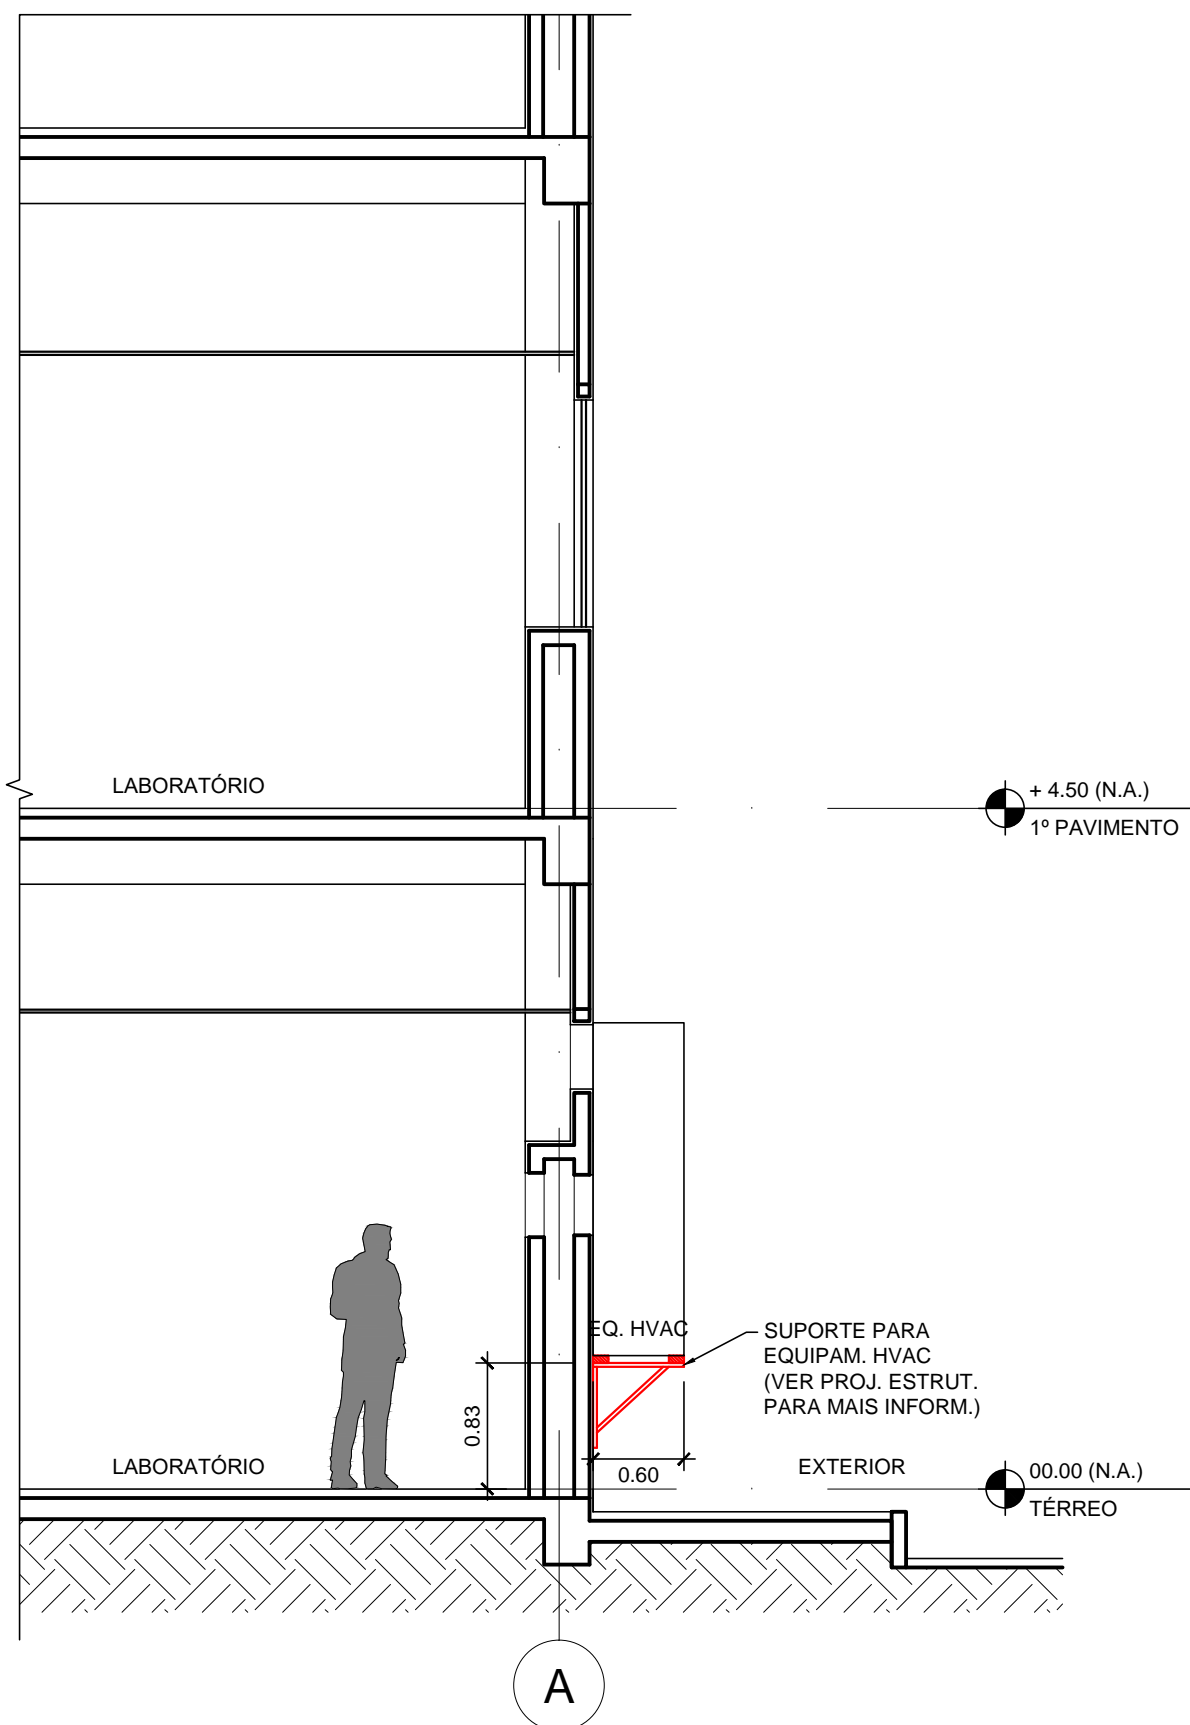 LABORATÓRIO
+ 4.50 (N.A.)
1º PAVIMENTO
EQ. HVAC
SUPORTE PARA
EQUIPAM. HVAC
(VER PROJ. ESTRUT.
PARA MAIS INFORM.)
0.83
0.60
LABORATÓRIO
EXTERIOR
00.00 (N.A.)
TÉRREO
A